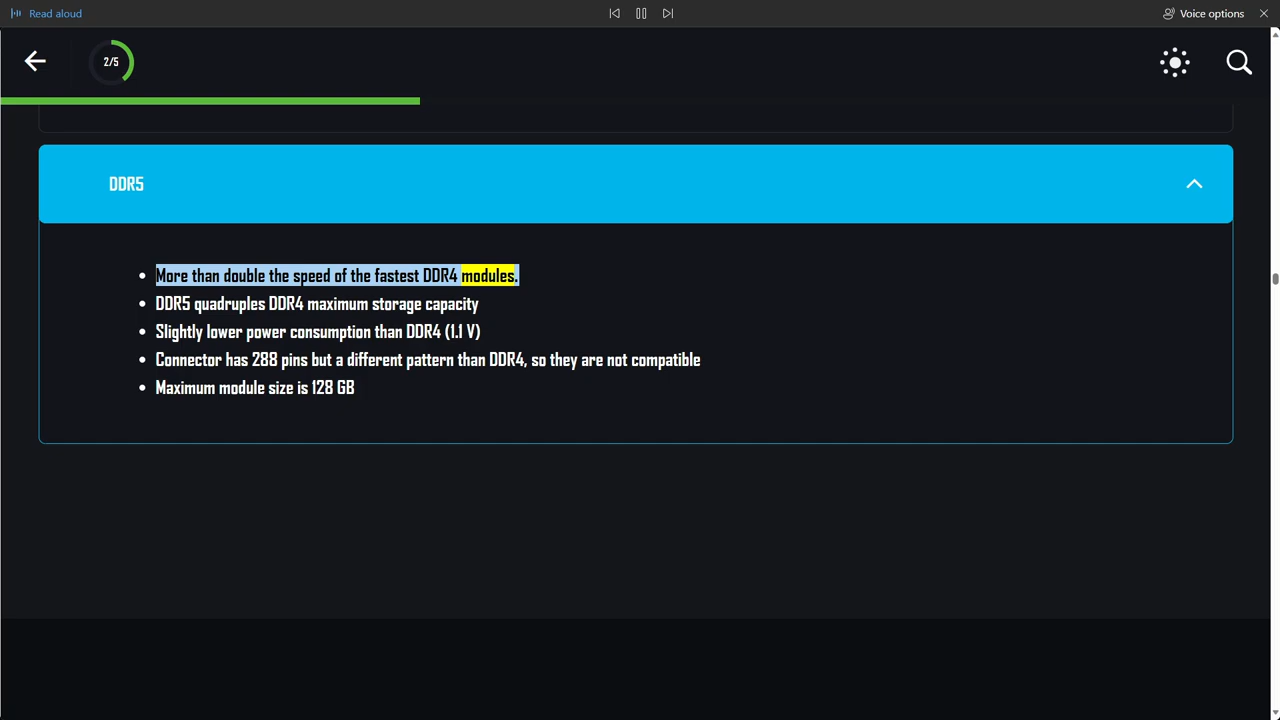 Read aloud
Voice options
2/5
DDR5
More than double the speed of the fastest DDR4 modules.
DDR5 quadruples DDR4 maximum storage capacity
Slightly lower power consumption than DDR4 (1.1 V)
Connector has 288 pins but a different pattern than DDR4, so they are not compatible
Maximum module size is 128 GB